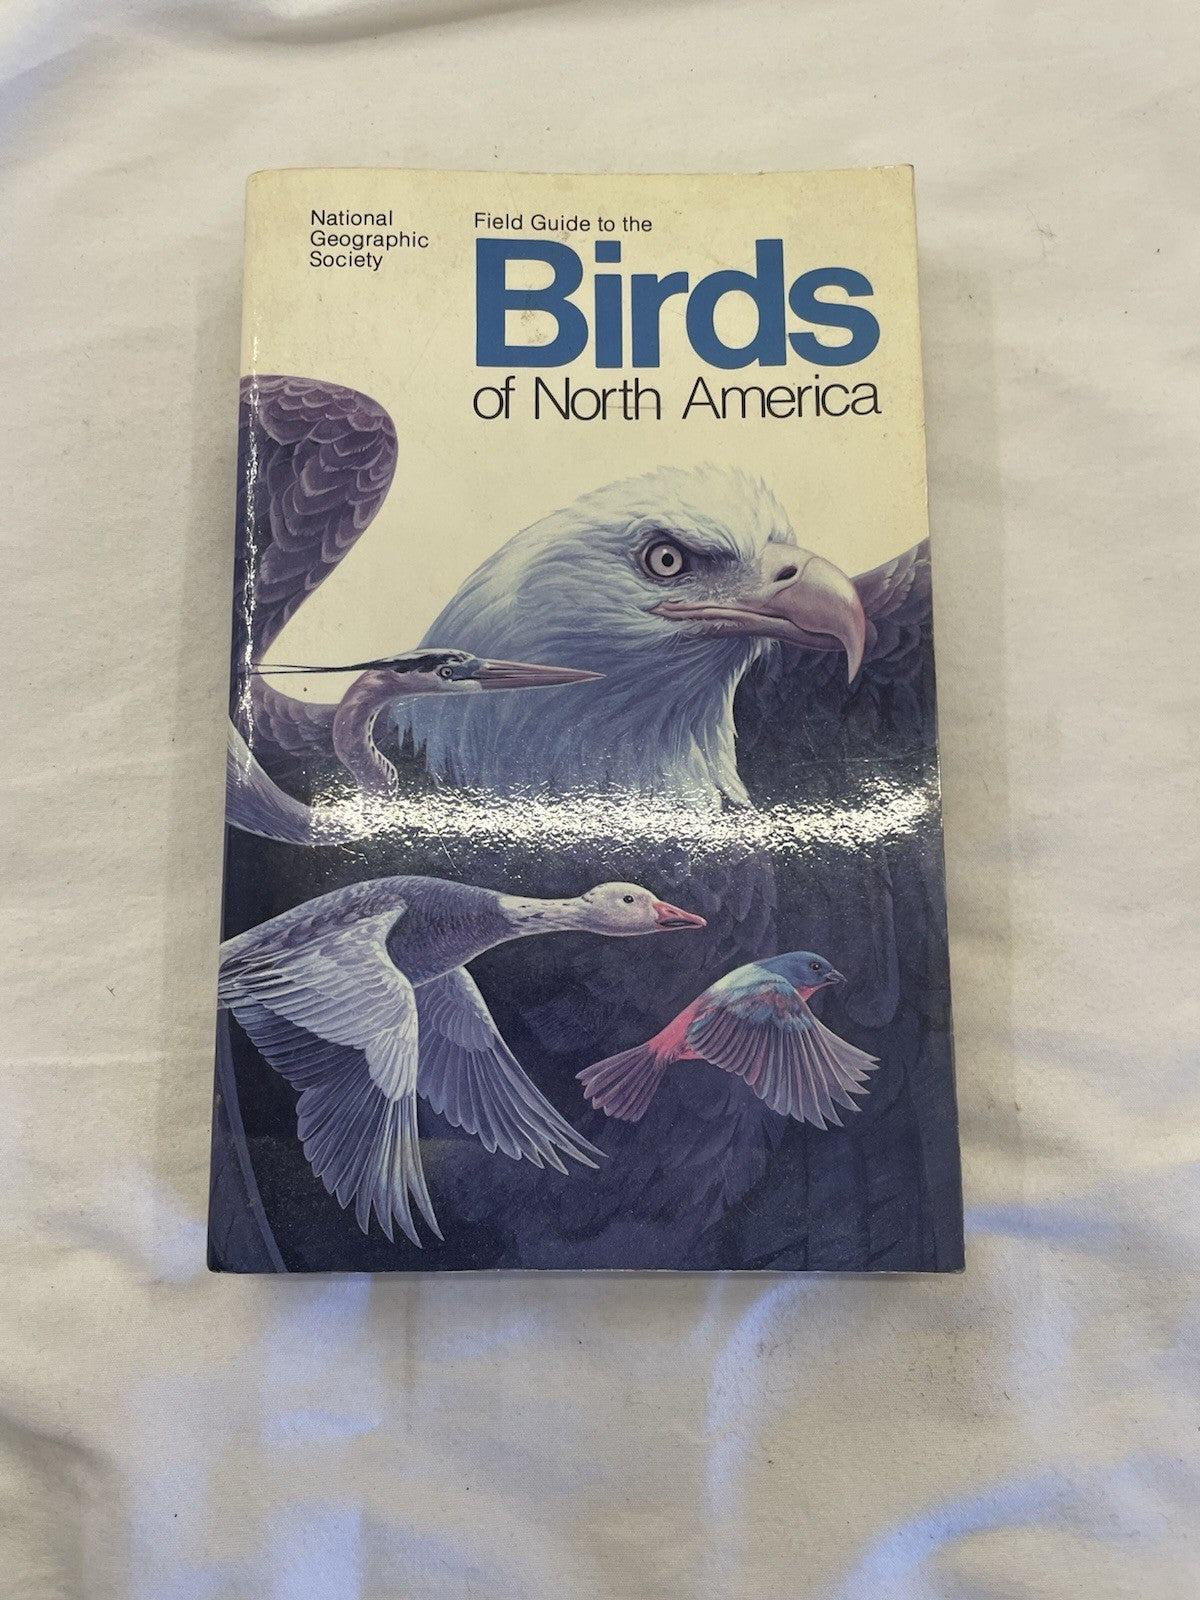 National
Geographic
Society
Field Guide to the
Birds
of North America